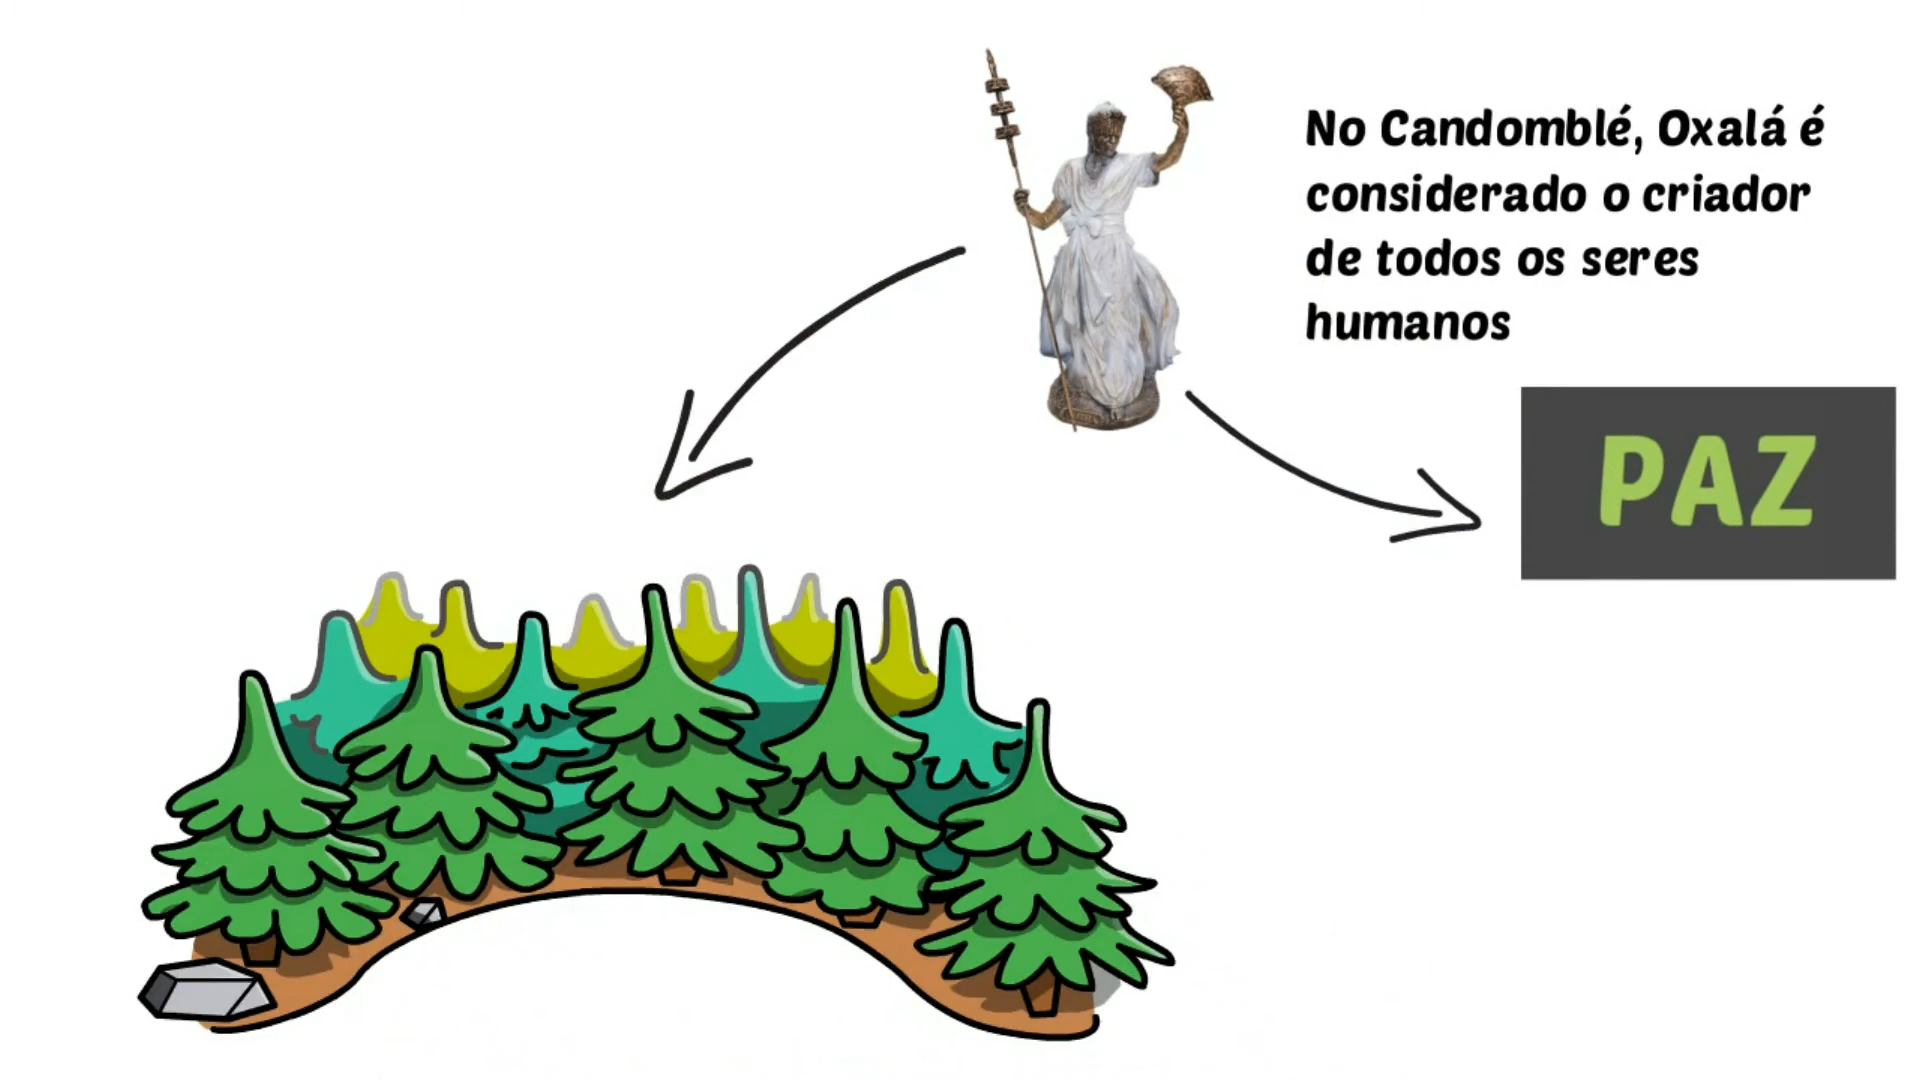 No Candomblé, Oxalá é
considerado o criador
de todos os seres
humanos
PAZ